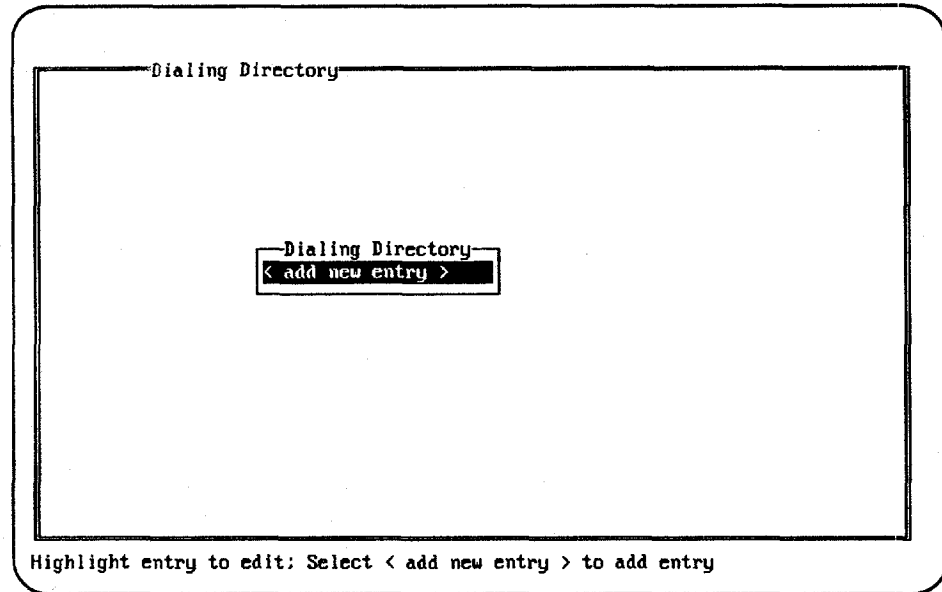 Dialing Directory
Dialing Directory
< add new entry >
Highlight entry to edit; Select < add new entry > to add entry